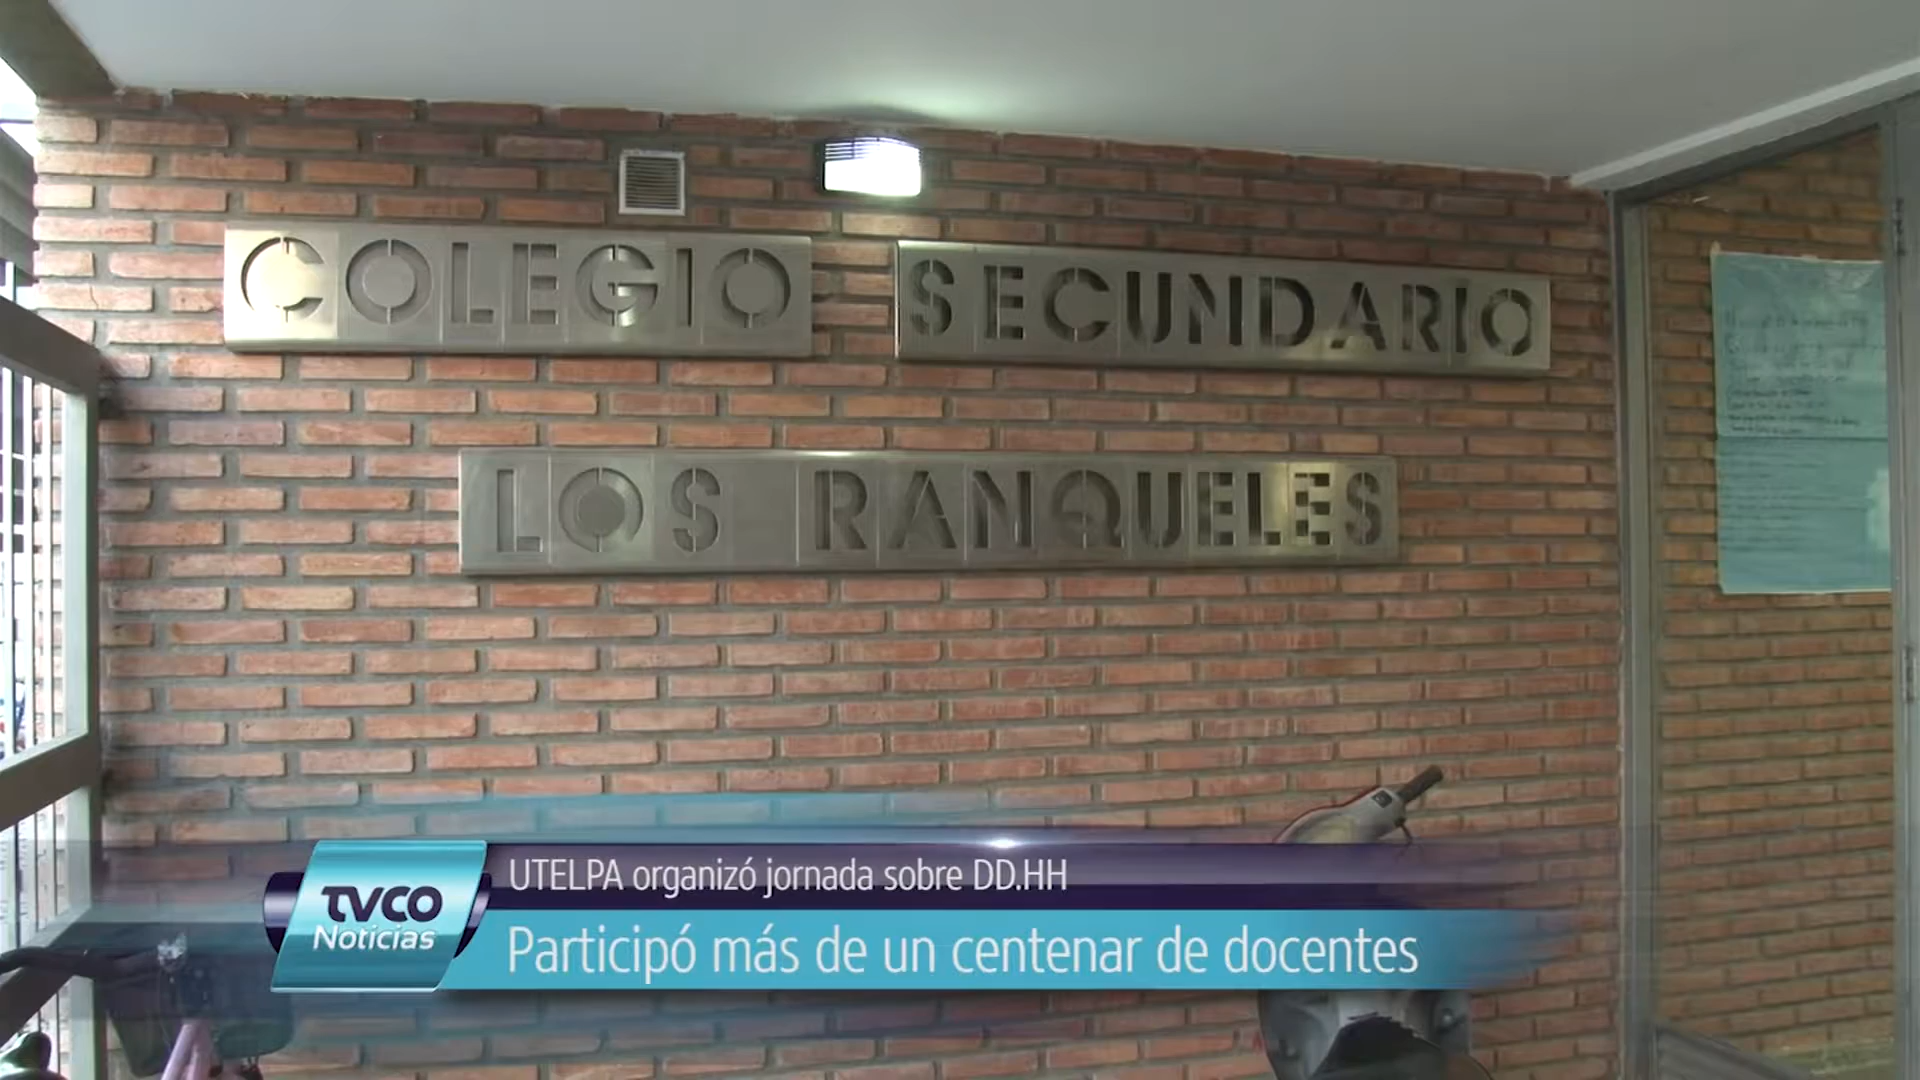 COLEGIO SECUNDARIO
LOS RANQUELES
TVCO
Noticias
UTELPA organizó jornada sobre DD.HH
Participó más de un centenar de docentes